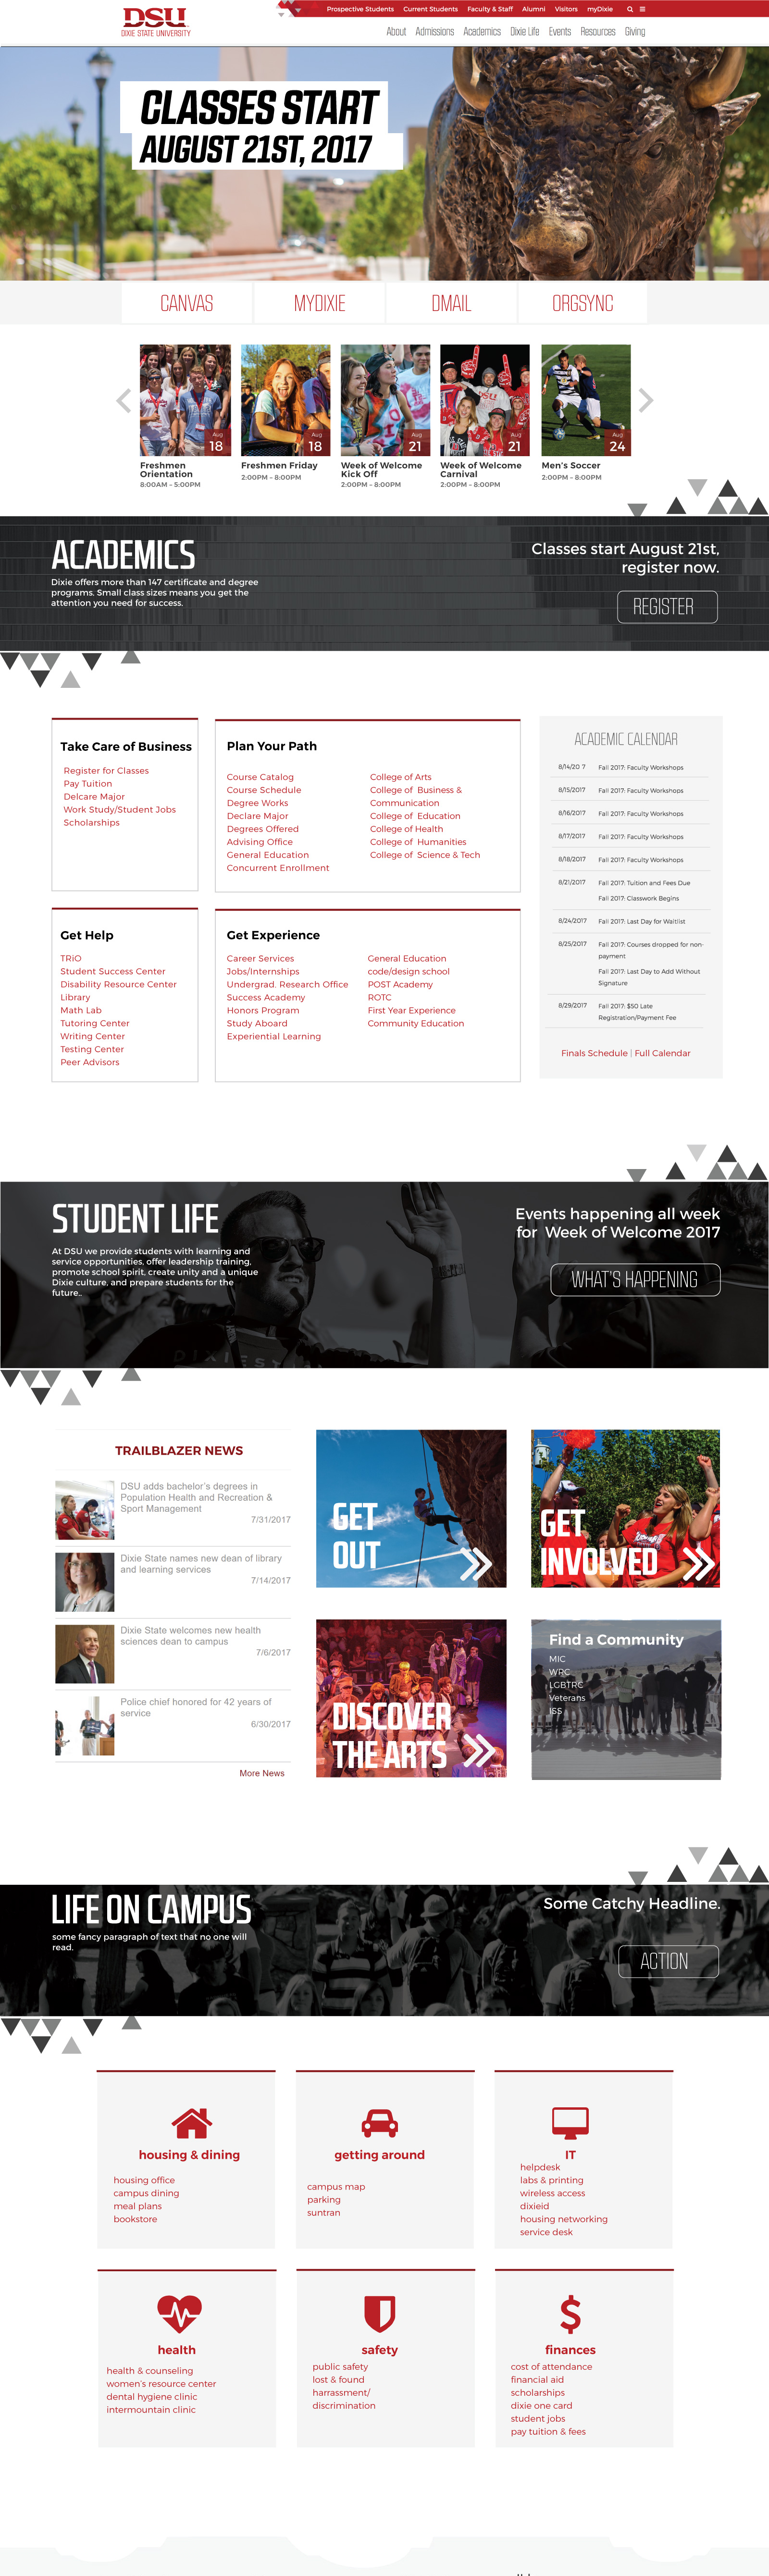 DSU
DIXIE STATE UNIVERSITY
Prospective Students Current Students Faculty & Staff Alumni Visitors myDixie
About Admissions Academics Dixie Life Events Resources Giving
CLASSES START
AUGUST 21ST, 2017
CANVAS MYDIXIE DMAIL ORGSYNC
Aug
18
Freshmen
Orientation
8:00AM - 5:00PM
Aug
18
Freshmen Friday
2:00PM - 8:00PM
Aug
21
Week of Welcome
Kick Off
2:00PM - 8:00PM
Aug
21
Week of Welcome
Carnival
2:00PM - 8:00PM
Aug
24
Men's Soccer
2:00PM - 8:00PM
ACADEMICS
Dixie offers more than 147 certificate and degree
programs. Small class sizes means you get the
attention you need for success.
Classes start August 21st,
register now.
REGISTER
Take Care of Business
Register for Classes
Pay Tuition
Delcare Major
Work Study/Student Jobs
Scholarships
Plan Your Path
Course Catalog
Course Schedule
Degree Works
Declare Major
Degrees Offered
Advising Office
General Education
Concurrent Enrollment
College of Arts
College of Business &
Communication
College of Education
College of Health
College of Humanities
College of Science & Tech
Get Help
TRiO
Student Success Center
Disability Resource Center
Library
Math Lab
Tutoring Center
Writing Center
Testing Center
Peer Advisors
Get Experience
Career Services
Jobs/Internships
Undergrad. Research Office
Success Academy
Honors Program
Study Aboard
Experiential Learning
General Education
code/design school
POST Academy
ROTC
First Year Experience
Community Education
ACADEMIC CALENDAR
8/14/20 7 Fall 2017: Faculty Workshops
8/15/2017 Fall 2017: Faculty Workshops
8/16/2017 Fall 2017: Faculty Workshops
8/17/2017 Fall 2017: Faculty Workshops
8/18/2017 Fall 2017: Faculty Workshops
8/21/2017 Fall 2017: Tuition and Fees Due
Fall 2017: Classwork Begins
8/24/2017 Fall 2017: Last Day for Waitlist
8/25/2017 Fall 2017: Courses dropped for non-
payment
Fall 2017: Last Day to Add Without
Signature
8/29/2017 Fall 2017: $50 Late
Registration/Payment Fee
Finals Schedule | Full Calendar
STUDENT LIFE
At DSU we provide students with learning and
service opportunities, offer leadership training,
promote school spirit, create unity and a unique
Dixie culture, and prepare students for the
future..
Events happening all week
for Week of Welcome 2017
WHAT'S HAPPENING
TRAILBLAZER NEWS
DSU adds bachelor's degrees in
Population Health and Recreation &
Sport Management
7/31/2017
Dixie State names new dean of library
and learning services
7/14/2017
Dixie State welcomes new health
sciences dean to campus
7/6/2017
Police chief honored for 42 years of
service
6/30/2017
More News
GET
OUT
GET
INVOLVED
DISCOVER
THE ARTS
Find a Community
MIC
WRC
LGBTRC
Veterans
ISS
LIFE ON CAMPUS
some fancy paragraph of text that no one will
read.
Some Catchy Headline.
ACTION
housing & dining
housing office
campus dining
meal plans
bookstore
getting around
campus map
parking
suntran
IT
helpdesk
labs & printing
wireless access
dixieid
housing networking
service desk
health
health & counseling
women's resource center
dental hygiene clinic
intermountain clinic
safety
public safety
lost & found
harrassment/
discrimination
finances
cost of attendance
financial aid
scholarships
dixie one card
student jobs
pay tuition & fees